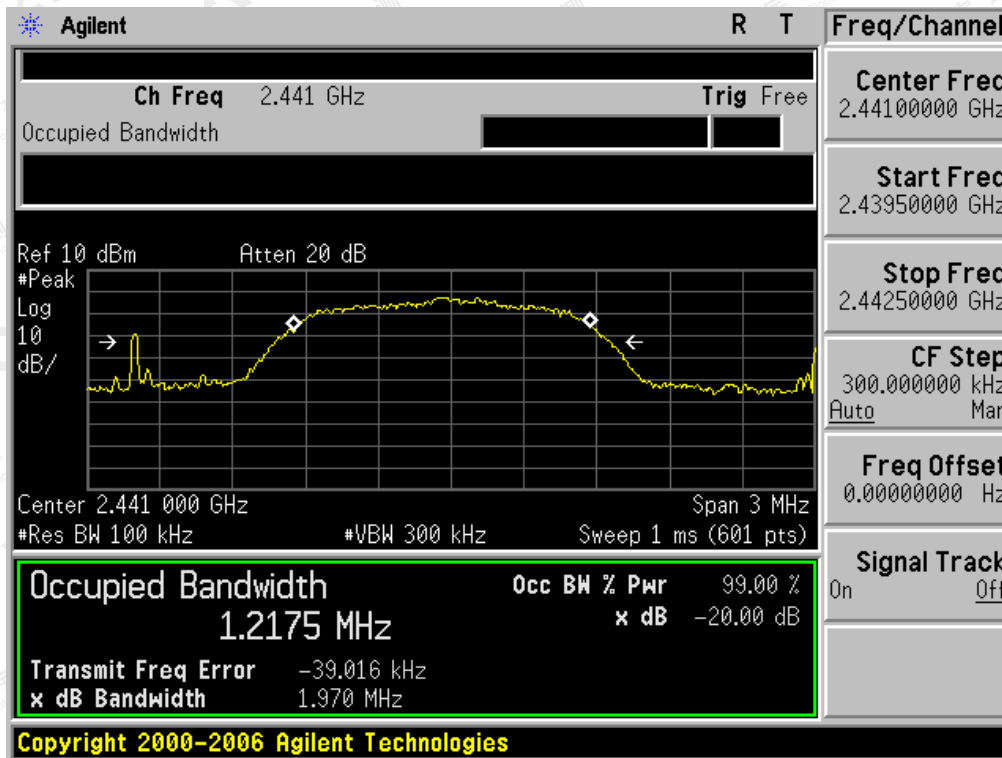 Agilent R T Freq/Channel
Ch Freq 2.441 GHz Trig Free
Occupied Bandwidth
Center Freq
2.44100000 GHz
Start Freq
2.43950000 GHz
Stop Freq
2.44250000 GHz
CF Step
300.000000 kHz
Auto Man
Freq Offset
0.00000000 Hz
Signal Track
On Off
Ref 10 dBm Atten 20 dB
#Peak
Log
10
dB/
Center 2.441 000 GHz Span 3 MHz
#Res BW 100 kHz #VBW 300 kHz Sweep 1 ms (601 pts)
Occupied Bandwidth
1.2175 MHz
Occ BW % Pwr 99.00 %
x dB -20.00 dB
Transmit Freq Error -39.016 kHz
x dB Bandwidth 1.970 MHz
Copyright 2000-2006 Agilent Technologies